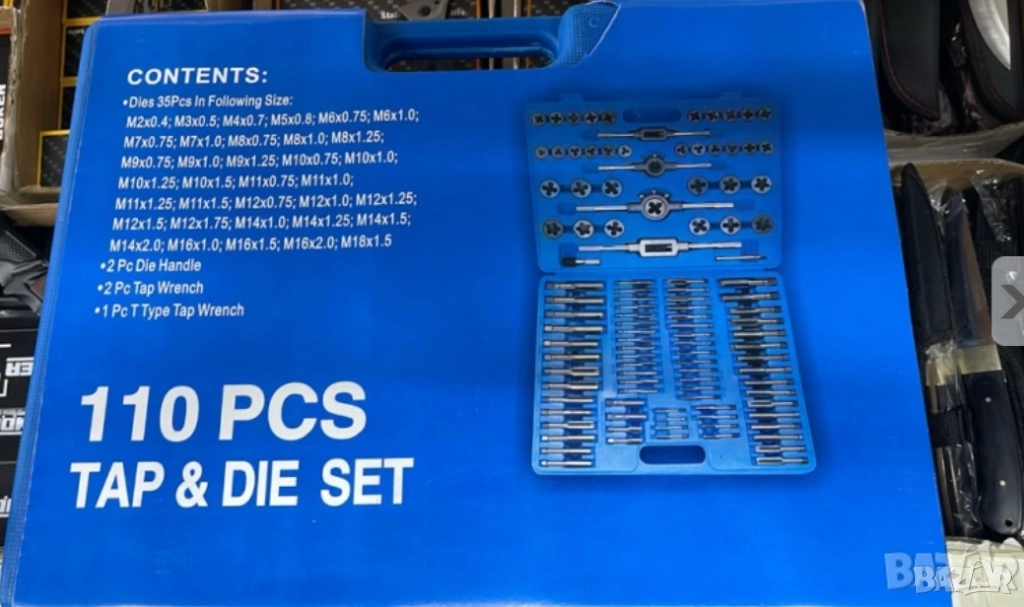 CONTENTS:
•Dies 35Pcs In Following Size:
M2x0.4; M3x0.5; M4x0.7; M5x0.8; M6x0.75; M6x1.0;
M7x0.75; M7x1.0; M8x0.75; M8x1.0; M8x1.25;
M9x0.75; M9x1.0; M9x1.25; M10x0.75; M10x1.0;
M10x1.25; M10x1.5; M11x0.75; M11x1.0;
M11x1.25; M11x1.5; M12x0.75; M12x1.0; M12x1.25;
M12x1.5; M12x1.75; M14x1.0; M14x1.25; M14x1.5;
M14x2.0; M16x1.0; M16x1.5; M16x2.0; M18x1.5
•2 Pc Die Handle
•2 Pc Tap Wrench
•1 Pc T Type Tap Wrench
110 PCS
TAP & DIE SET
BAZAR